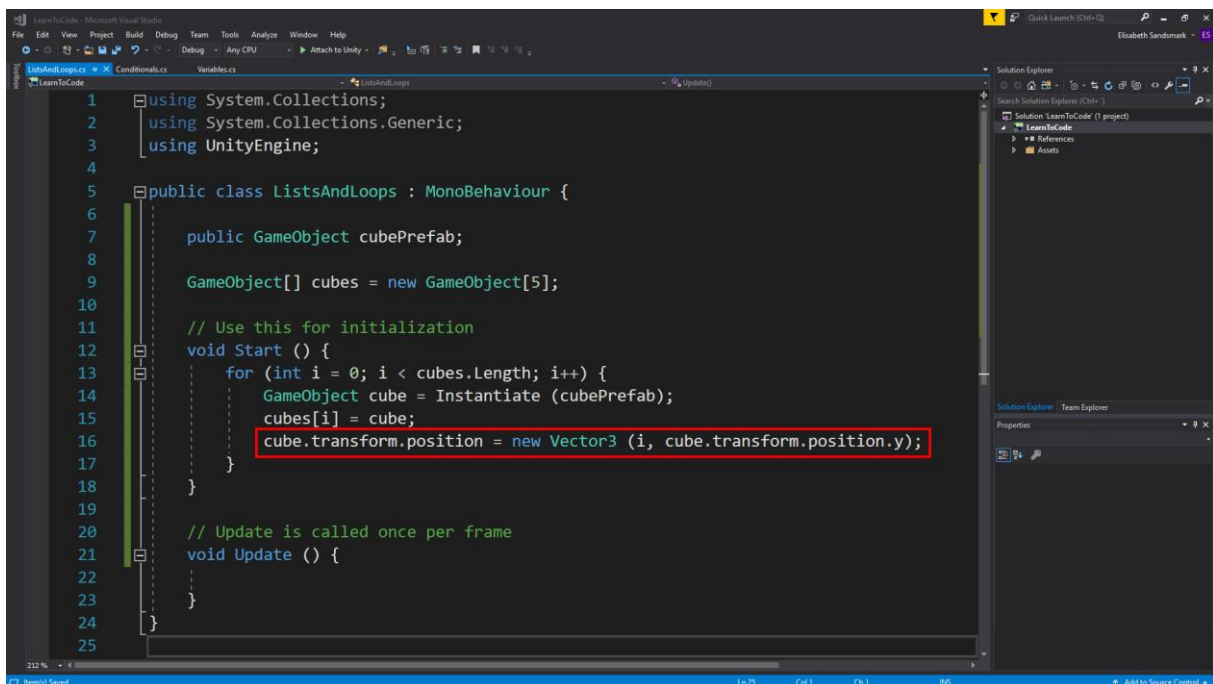 LearnToCode - Microsoft Visual Studio
Quick Launch (Ctrl+Q)
File Edit View Project Build Debug Team Tools Analyze Window Help
Elisabeth Sandsmark ES
Debug Any CPU Attach to Unity
Toolbox
ListsAndLoops.cs Conditionals.cs Variables.cs
LearnToCode ListsAndLoops Update()
1 using System.Collections;
2 using System.Collections.Generic;
3 using UnityEngine;
4
5 public class ListsAndLoops : MonoBehaviour {
6
7 public GameObject cubePrefab;
8
9 GameObject[] cubes = new GameObject[5];
10
11 // Use this for initialization
12 void Start () {
13 for (int i = 0; i < cubes.Length; i++) {
14 GameObject cube = Instantiate (cubePrefab);
15 cubes[i] = cube;
16 cube.transform.position = new Vector3 (i, cube.transform.position.y);
17 }
18 }
19
20 // Update is called once per frame
21 void Update () {
22
23 }
24 }
25
212 %
Solution Explorer
Search Solution Explorer (Ctrl+¨)
Solution 'LearnToCode' (1 project)
LearnToCode
References
Assets
Solution Explorer Team Explorer
Properties
Item(s) Saved Ln 25 Col 1 Ch 1 INS Add to Source Control